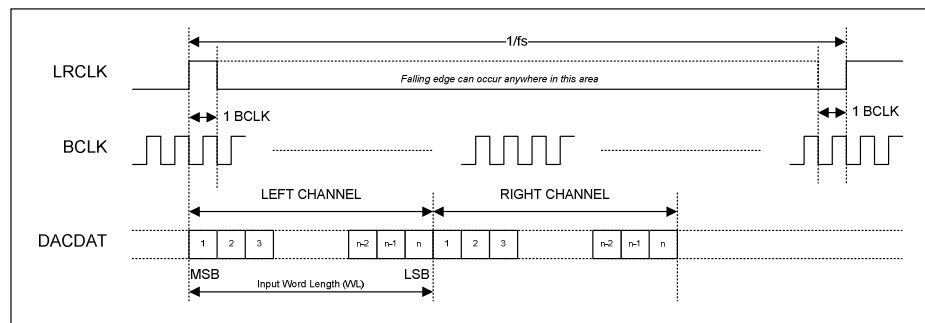 1/fs
LRCLK
Falling edge can occur anywhere in this area
1 BCLK
1 BCLK
BCLK
LEFT CHANNEL
RIGHT CHANNEL
DACDAT
1 2 3 n-2 n-1 n 1 2 3 n-2 n-1 n
MSB LSB
Input Word Length (WL)